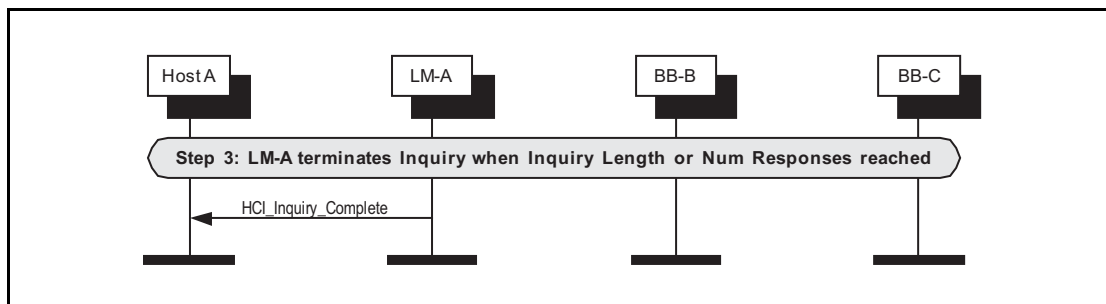 Host A
LM-A
BB-B
BB-C
Step 3: LM-A terminates Inquiry when Inquiry Length or Num Responses reached
HCI_Inquiry_Complete